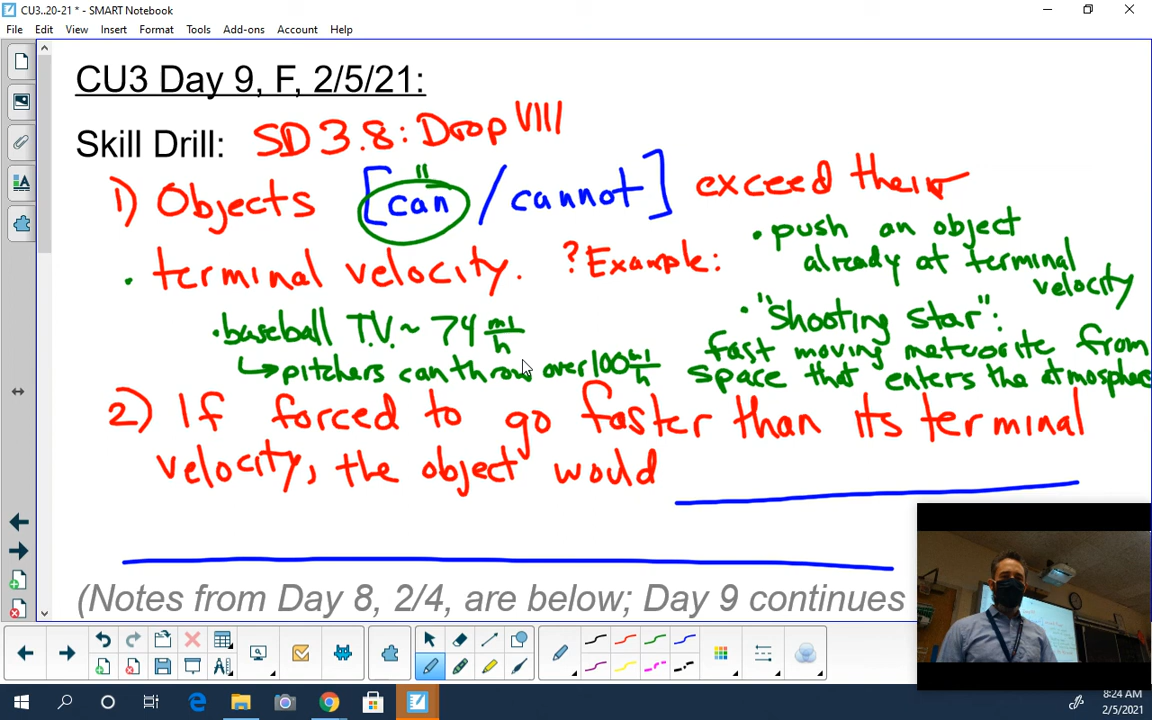 CU3..20-21 * - SMART Notebook
File Edit View Insert Format Tools Add-ons Account Help
CU3 Day 9, F, 2/5/21:
Skill Drill: SD 3.8: Drop VIII
1) Objects [can / cannot] exceed their
• terminal velocity. ? Example:
• push an object
already at terminal
velocity
• baseball T.V. ~ 74 mi/h
↳ pitchers can throw over 100 mi/h
• "shooting star":
fast moving meteorite from
space that enters the atmosphere
2) If forced to go faster than its terminal
velocity, the object would
(Notes from Day 8, 2/4, are below; Day 9 continues
8:24 AM
2/5/2021